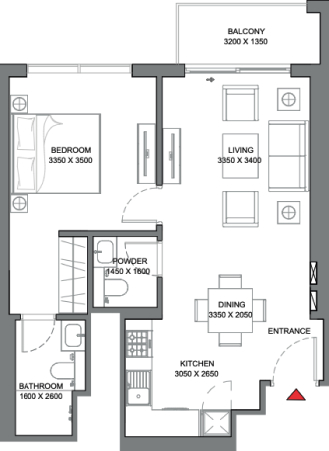 BALCONY
3200 X 1350
BEDROOM
3350 X 3500
LIVING
3350 X 3400
POWDER
1450 X 1600
DINING
3350 X 2050
ENTRANCE
KITCHEN
3050 X 2650
BATHROOM
1600 X 2600